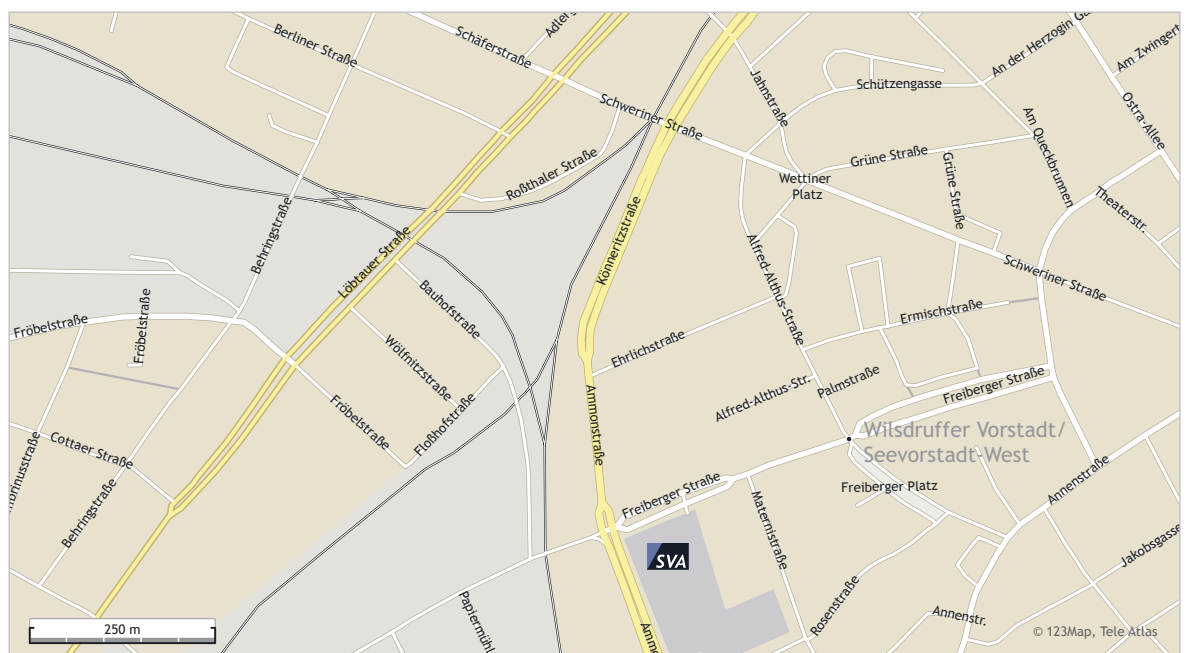 Berliner Straße
Schäferstraße
Schweriner Straße
Jahnstraße
Schützengasse
An der Herzogin
Am Zwingert
Ostra-Allee
Am Queckbrunnen
Grüne Straße
Grüne Straße
Wettiner
Platz
Theaterstr.
Roßthaler Straße
Behringstraße
Löbtauer Straße
Könneritzstraße
Alfred-Althus-Straße
Schweriner Straße
Bauhofstraße
Fröbelstraße
Fröbelstraße
Ermischstraße
Ehrlichstraße
Wölfnitzstraße
Palmstraße
Alfred-Althus-Str.
Freiberger Straße
Ammonstraße
Fröbelstraße
Floßhofstraße
Wilsdruffer Vorstadt/
Seevorstadt-West
Cottaer Straße
Annenstraße
Freiberger Straße
Freiberger Platz
Behringstraße
Maternistraße
SVA
Jakobsgasse
Rosenstraße
Annenstr.
Papiermühl
250 m
© 123Map, Tele Atlas